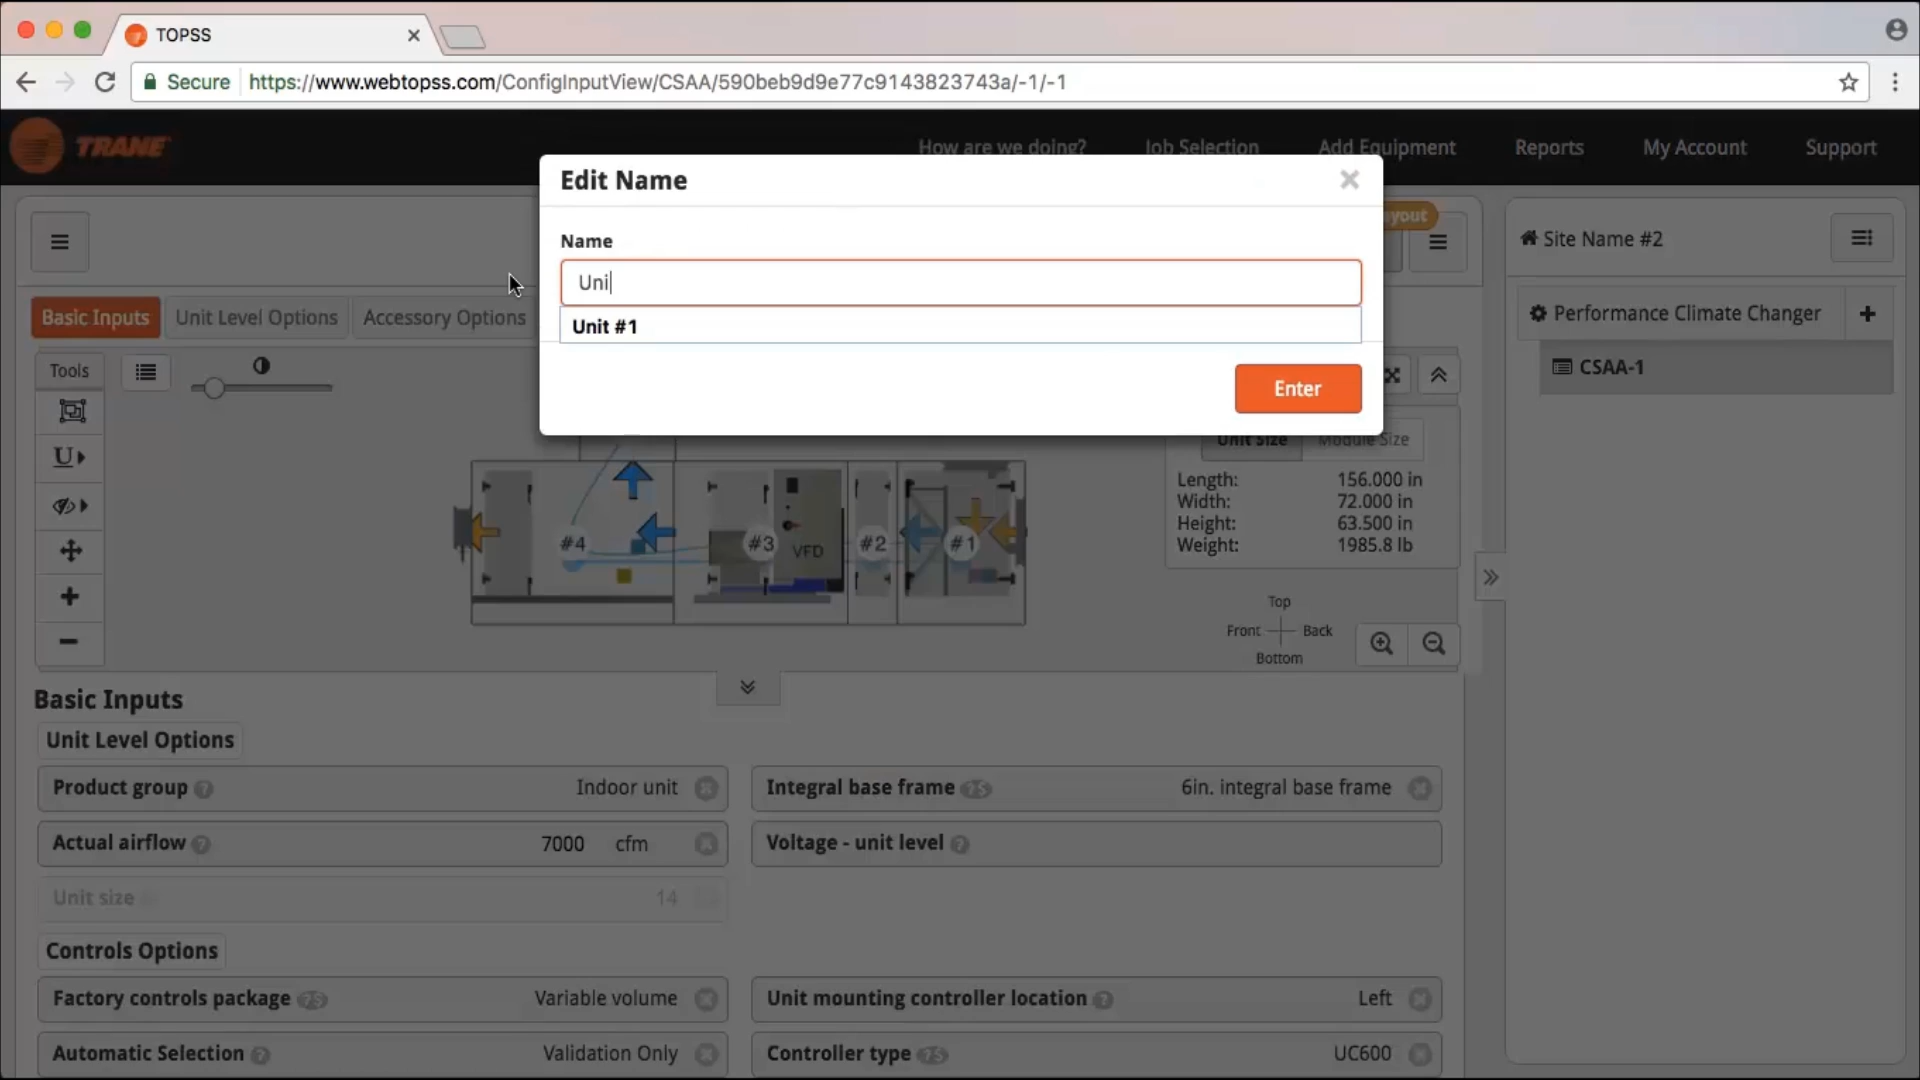 TOPSS
Secure https://www.webtopss.com/ConfigInputView/CSAA/590beb9d9e77c9143823743a/-1/-1
TRANE
How are we doing? Job Selection Add Equipment Reports My Account Support
Edit Name
yout
Name
Uni
Unit #1
Enter
Site Name #2
Performance Climate Changer
CSAA-1
Basic Inputs Unit Level Options Accessory Options
Tools
U
Unit Size Module Size
Length: 156.000 in
Width: 72.000 in
Height: 63.500 in
Weight: 1985.8 lb
#4 #3 VFD #2 #1
Top
Front Back
Bottom
Basic Inputs
Unit Level Options
Product group ? Indoor unit
Integral base frame ?$ 6in. integral base frame
Actual airflow ? 7000 cfm
Voltage - unit level ?
Unit size 14
Controls Options
Factory controls package ?$ Variable volume
Unit mounting controller location ? Left
Automatic Selection ? Validation Only
Controller type ?$ UC600